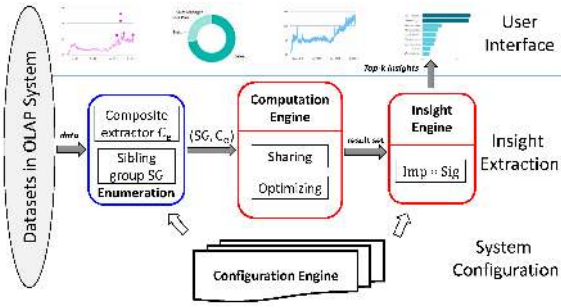 User
Interface
Top-k insights
Datasets in OLAP System
data
Composite
extractor Cₑ
Sibling
group SG
Enumeration
(SG, Cₑ)
Computation
Engine
Sharing
Optimizing
result set
Insight
Engine
Imp
Sig
Insight
Extraction
Configuration Engine
System
Configuration